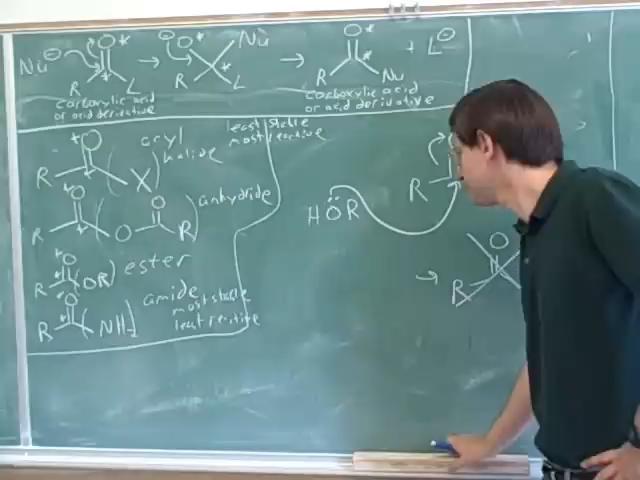 Nu⊖ O* → ⊖O* Nu → O* + L⊖
R L R L R Nu
carboxylic acid
or acid derivative
carboxylic acid
or acid derivative
least stable
most reactive
O acyl
R X halide
O O anhydride
R O R
O ester
R OR
O amide
R NH2
most stable
least reactive
HOR
R
→ O
R